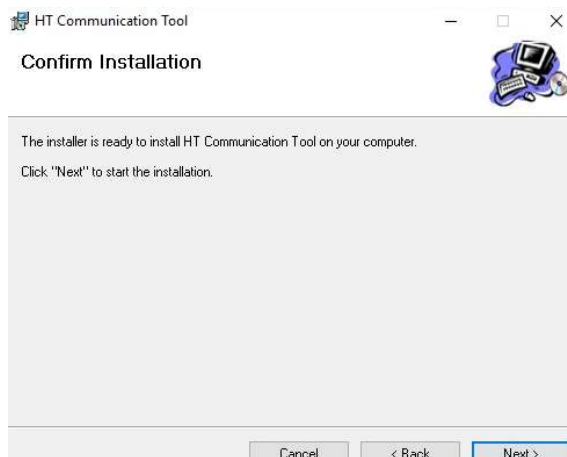 HT Communication Tool
Confirm Installation
The installer is ready to install HT Communication Tool on your computer.
Click "Next" to start the installation.
Cancel < Back Next >